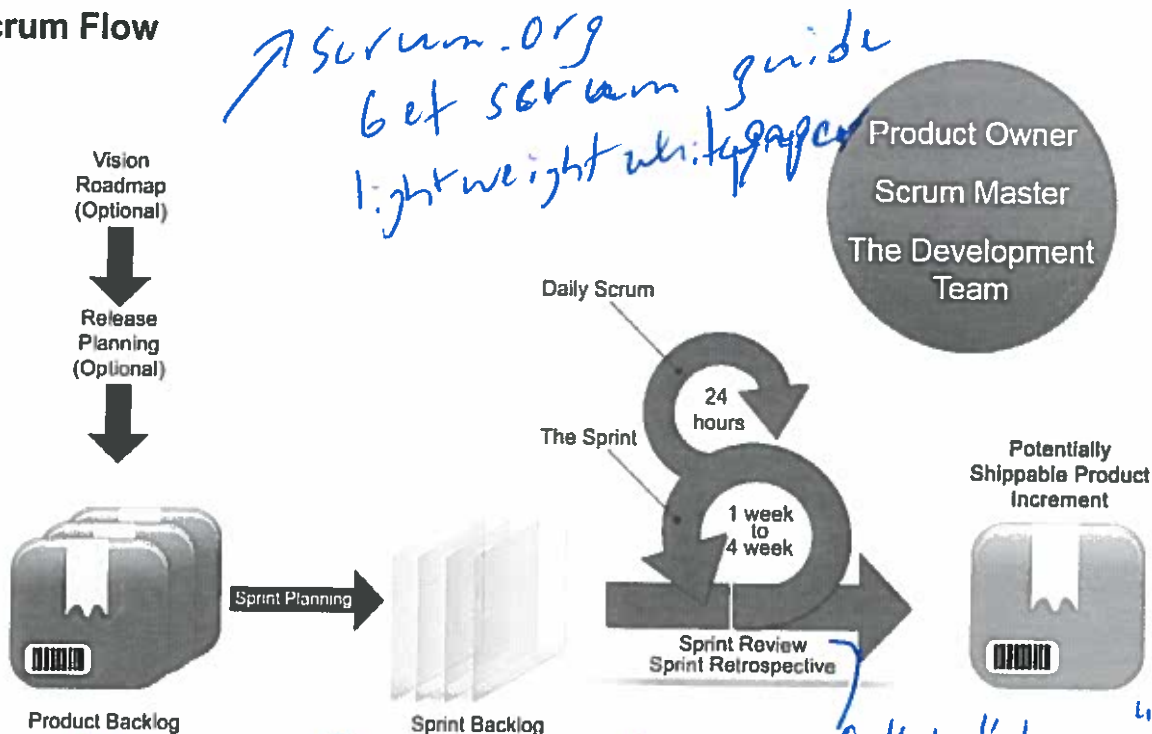 crum Flow
↗ Scrum.org
Get scrum guide
lightweight whitepaper
Vision
Roadmap
(Optional)
Release
Planning
(Optional)
Product Owner
Scrum Master
The Development
Team
Daily Scrum
24
hours
The Sprint
1 week
to
4 week
Potentially
Shippable Product
Increment
Sprint Planning
Sprint Review
Sprint Retrospective
Product Backlog
Sprint Backlog